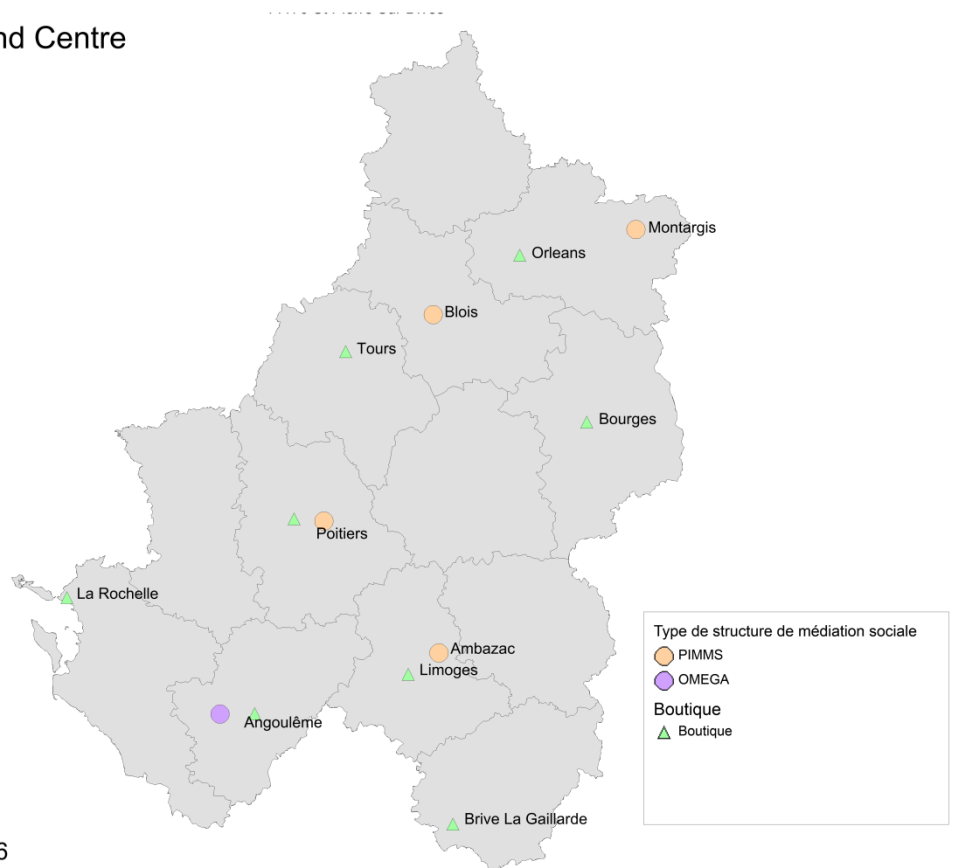 nd Centre
Montargis
Orleans
Blois
Tours
Bourges
Poitiers
La Rochelle
Ambazac
Limoges
Angoulême
Brive La Gaillarde
Type de structure de médiation sociale
PIMMS
OMEGA
Boutique
Boutique
6